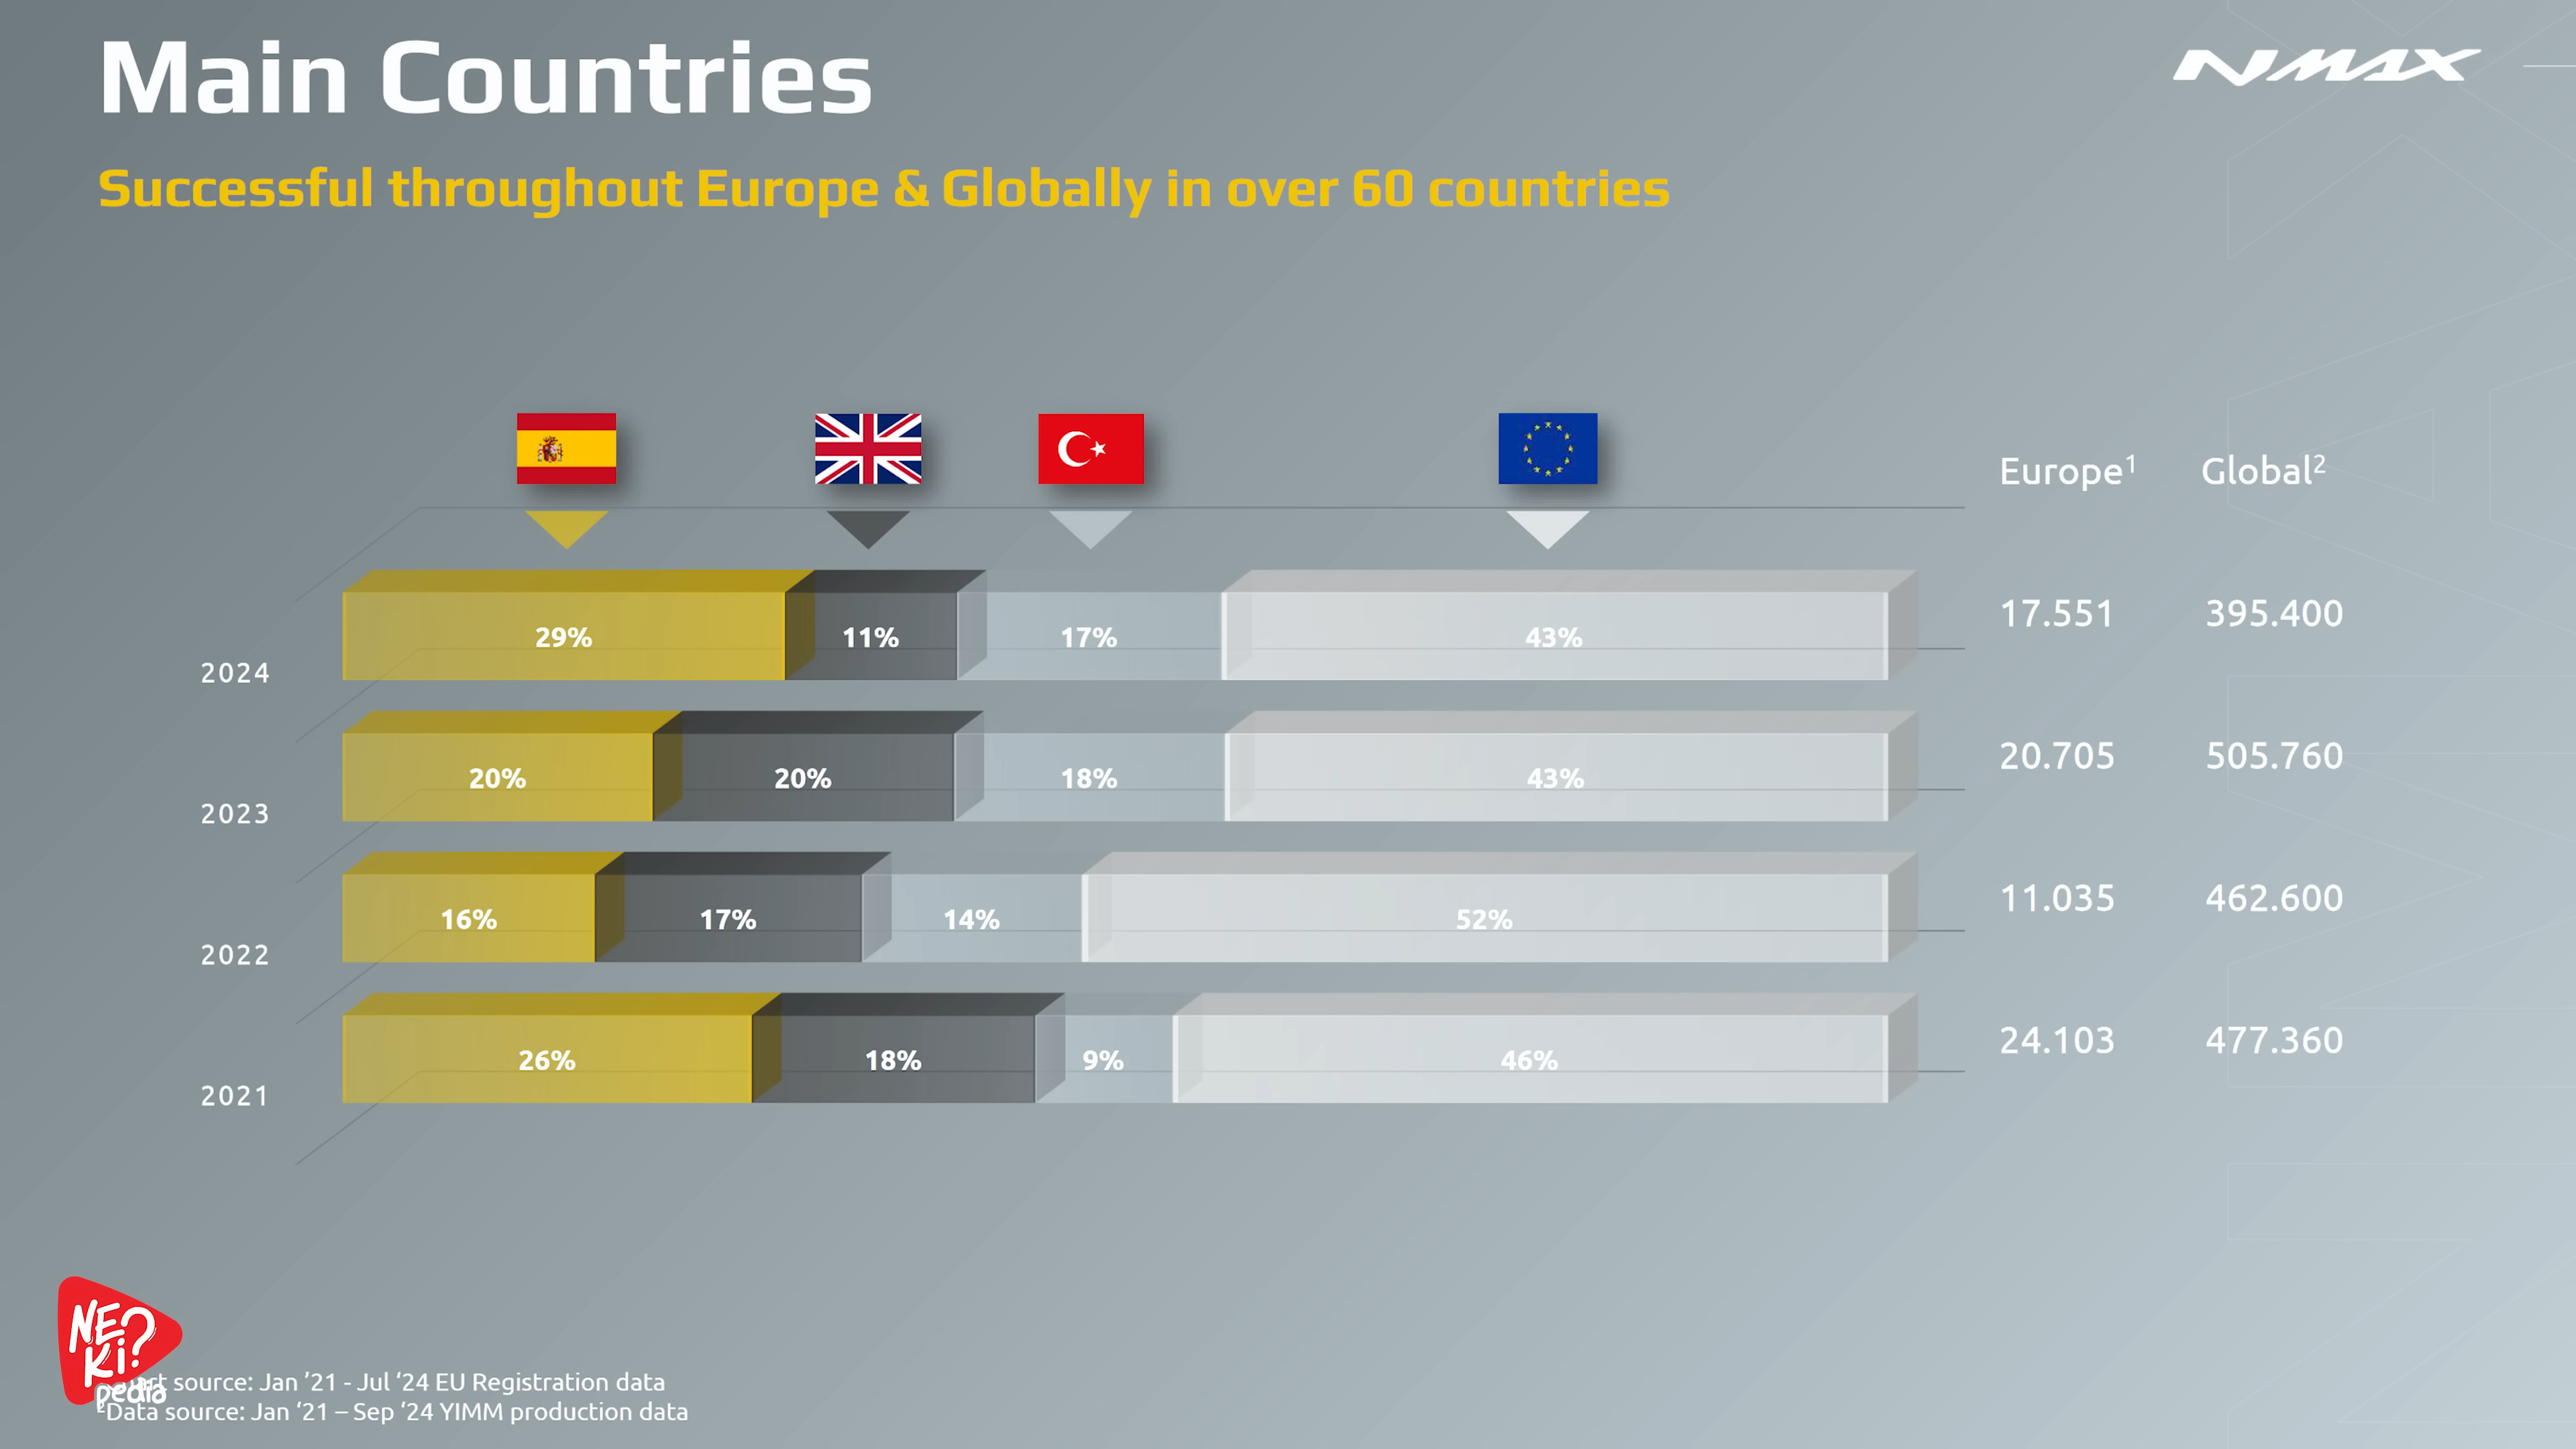 Main Countries
NMAX
Successful throughout Europe & Globally in over 60 countries
Europe¹ Global²
2024 29% 11% 17% 43% 17.551 395.400
2023 20% 20% 18% 43% 20.705 505.760
2022 16% 17% 14% 52% 11.035 462.600
2021 26% 18% 9% 46% 24.103 477.360
NE
Ki?
pedia
source: Jan ’21 - Jul ‘24 EU Registration data
²Data source: Jan ‘21 – Sep ‘24 YIMM production data